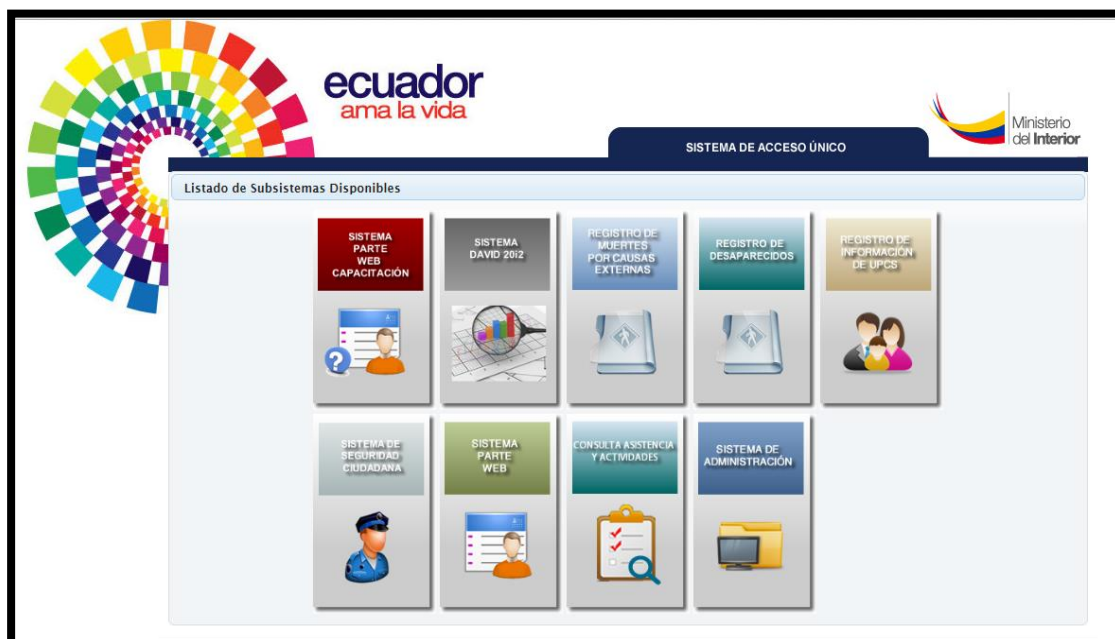 ecuador
ama la vida
Ministerio
del Interior
SISTEMA DE ACCESO ÚNICO
Listado de Subsistemas Disponibles
SISTEMA
PARTE
WEB
CAPACITACIÓN
SISTEMA
DAVID 20i2
REGISTRO DE
MUERTES
POR CAUSAS
EXTERNAS
REGISTRO DE
DESAPARECIDOS
REGISTRO DE
INFORMACIÓN
DE UPCS
SISTEMA DE
SEGURIDAD
CIUDADANA
SISTEMA
PARTE
WEB
CONSULTA ASISTENCIA
Y ACTIVIDADES
SISTEMA DE
ADMINISTRACIÓN